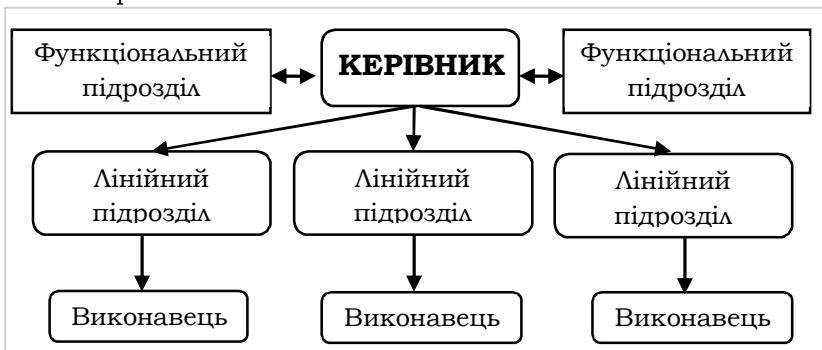 Функціональний
підрозділ
КЕРІВНИК
Функціональний
підрозділ
Лінійний
підрозділ
Лінійний
підрозділ
Лінійний
підрозділ
Виконавець
Виконавець
Виконавець